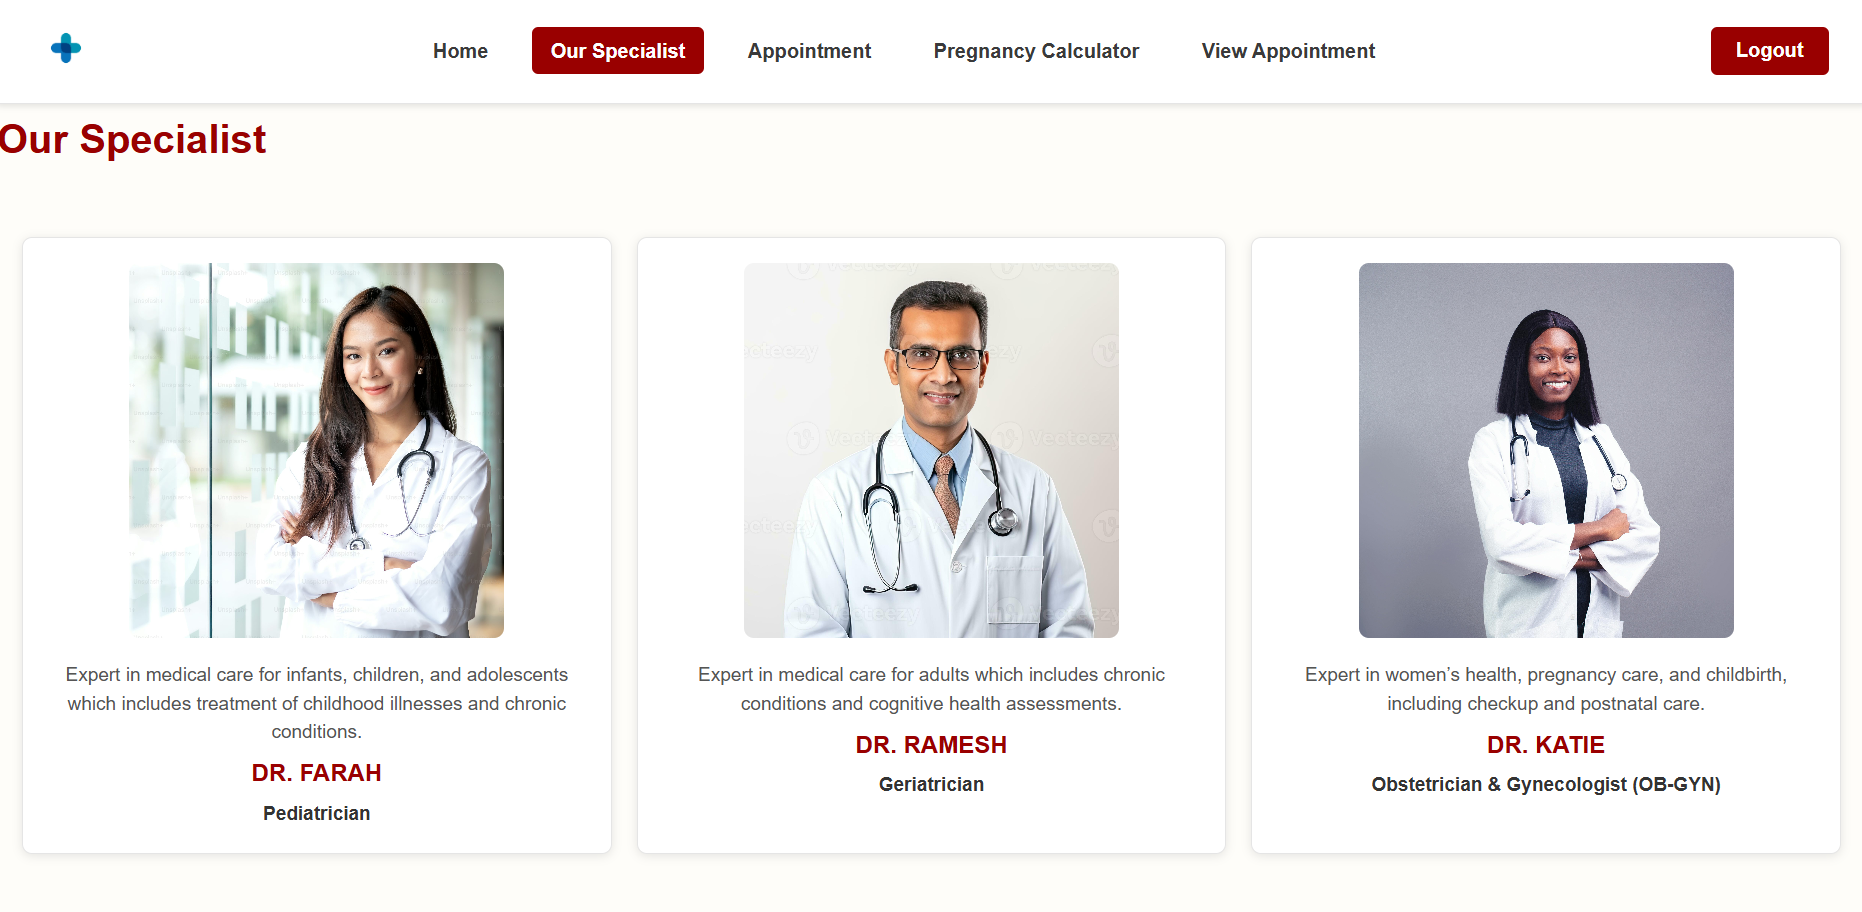 Home
Our Specialist
Appointment
Pregnancy Calculator
View Appointment
Logout
Our Specialist
Expert in medical care for infants, children, and adolescents
which includes treatment of childhood illnesses and chronic
conditions.
DR. FARAH
Pediatrician
vecteezy
vecteezy
Expert in medical care for adults which includes chronic
conditions and cognitive health assessments.
DR. RAMESH
Geriatrician
Expert in women’s health, pregnancy care, and childbirth,
including checkup and postnatal care.
DR. KATIE
Obstetrician & Gynecologist (OB-GYN)